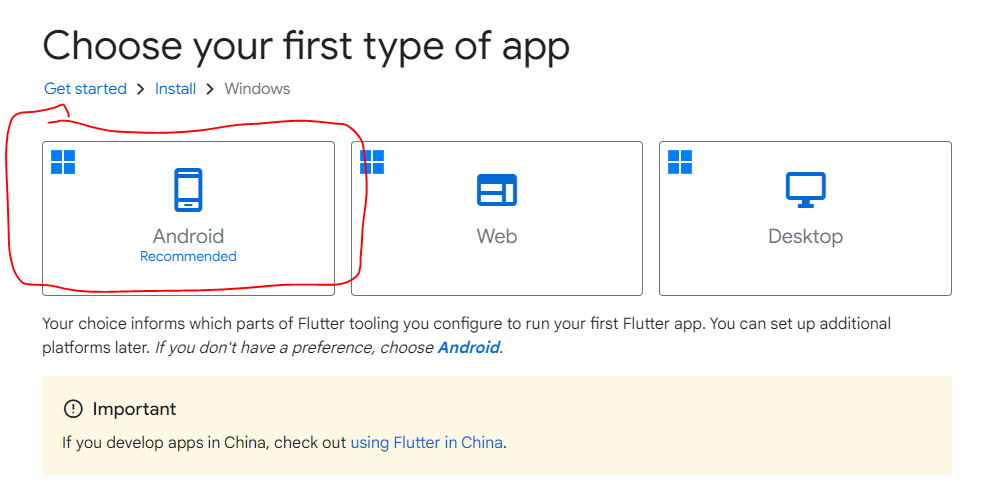 Choose your first type of app
Get started > Install > Windows
Android
Recommended
Web
Desktop
Your choice informs which parts of Flutter tooling you configure to run your first Flutter app. You can set up additional
platforms later. If you don't have a preference, choose Android.
Important
If you develop apps in China, check out using Flutter in China.